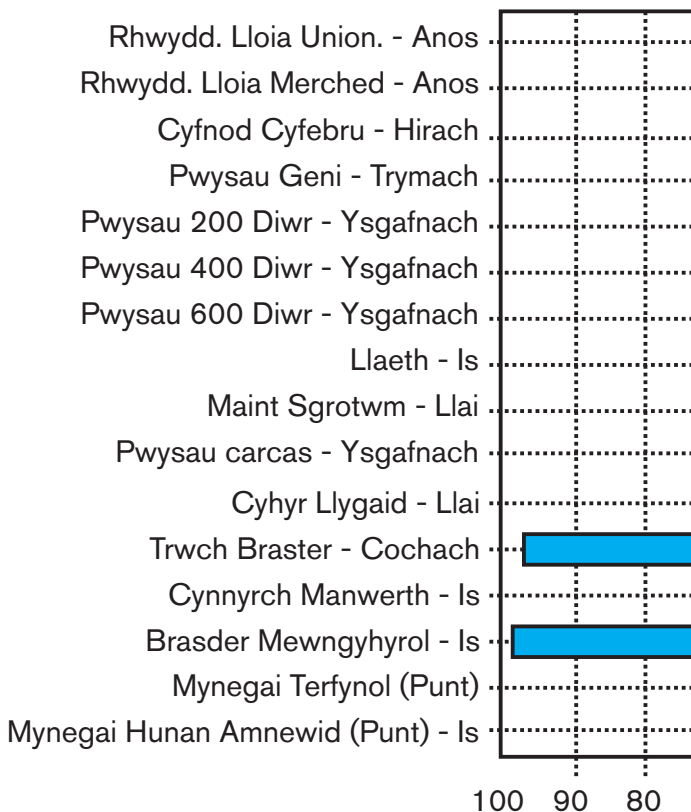 Rhwydd. Lloia Union. - Anos
Rhwydd. Lloia Merched - Anos
Cyfnod Cyfebru - Hirach
Pwysau Geni - Trymach
Pwysau 200 Diwr - Ysgafnach
Pwysau 400 Diwr - Ysgafnach
Pwysau 600 Diwr - Ysgafnach
Llaeth - Is
Maint Sgrotwm - Llai
Pwysau carcas - Ysgafnach
Cyhyr Llygaid - Llai
Trwch Braster - Cochach
Cynnyrch Manwerth - Is
Brasder Mewngyhyrol - Is
Mynegai Terfynol (Punt)
Mynegai Hunan Amnewid (Punt) - Is
100 90 80